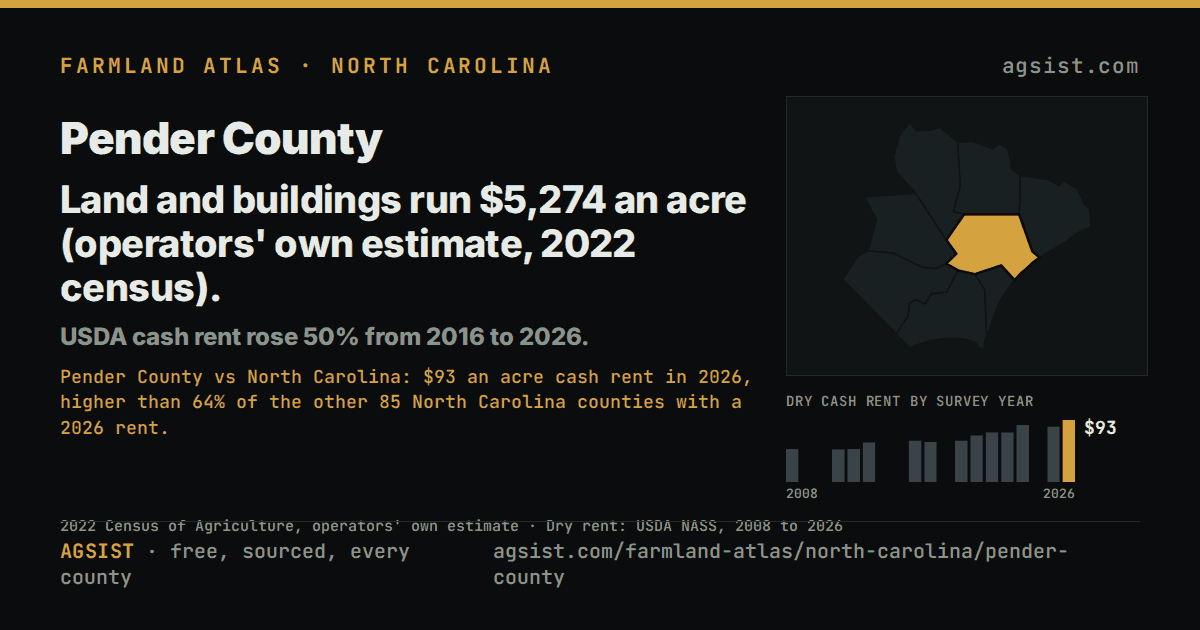 FARMLAND ATLAS · NORTH CAROLINA
agsist.com
Pender County
Land and buildings run $5,274 an acre
(operators' own estimate, 2022
census).
USDA cash rent rose 50% from 2016 to 2026.
Pender County vs North Carolina: $93 an acre cash rent in 2026,
higher than 64% of the other 85 North Carolina counties with a
2026 rent.
DRY CASH RENT BY SURVEY YEAR
$93
2008
2026
2022 Census of Agriculture, operators' own estimate · Dry rent: USDA NASS, 2008 to 2026
AGSIST · free, sourced, every
county
agsist.com/farmland-atlas/north-carolina/pender-
county